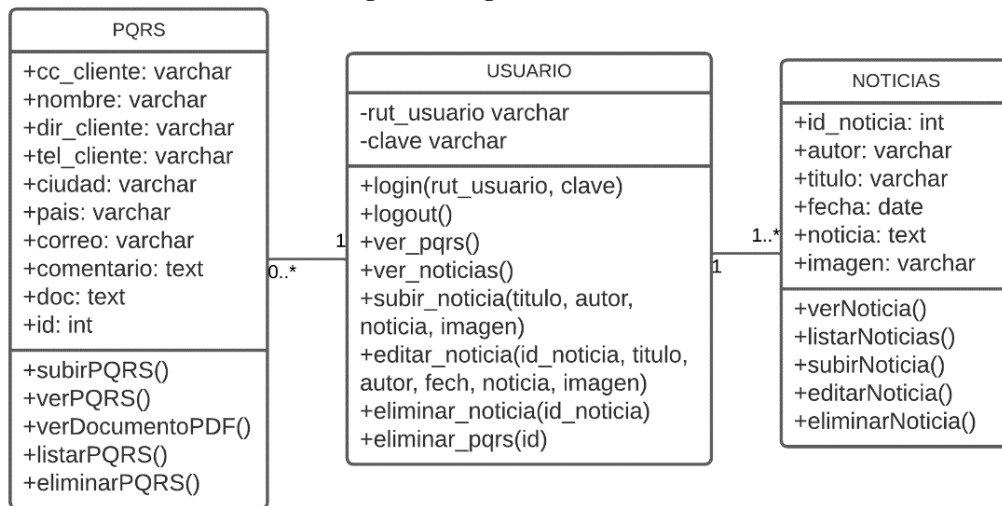 PQRS
+cc_cliente: varchar
+nombre: varchar
+dir_cliente: varchar
+tel_cliente: varchar
+ciudad: varchar
+pais: varchar
+correo: varchar
+comentario: text
+doc: text
+id: int
+subirPQRS()
+verPQRS()
+verDocumentoPDF()
+listarPQRS()
+eliminarPQRS()
0..*
1
USUARIO
-rut_usuario varchar
-clave varchar
+login(rut_usuario, clave)
+logout()
+ver_pqrs()
+ver_noticias()
+subir_noticia(titulo, autor,
noticia, imagen)
+editar_noticia(id_noticia, titulo,
autor, fech, noticia, imagen)
+eliminar_noticia(id_noticia)
+eliminar_pqrs(id)
1
1..*
NOTICIAS
+id_noticia: int
+autor: varchar
+titulo: varchar
+fecha: date
+noticia: text
+imagen: varchar
+verNoticia()
+listarNoticias()
+subirNoticia()
+editarNoticia()
+eliminarNoticia()